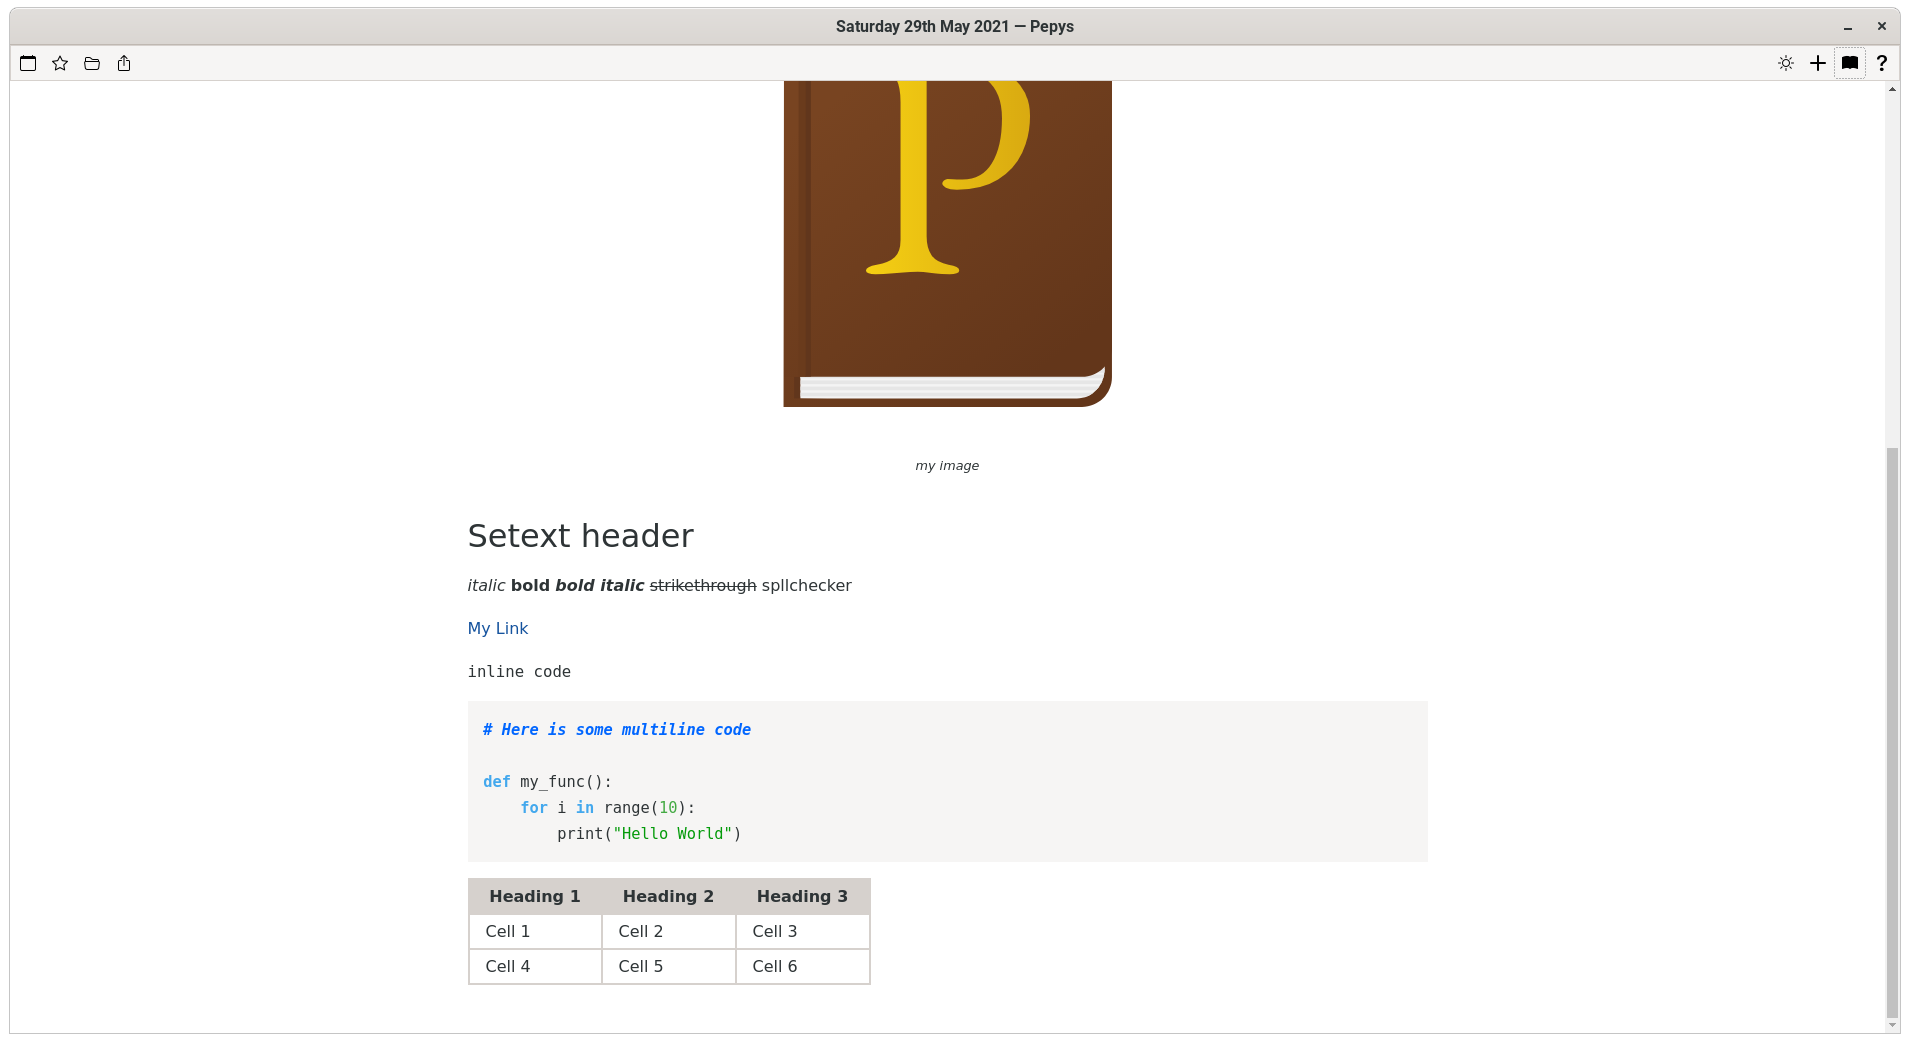 Saturday 29th May 2021 — Pepys
?
P
my image
Setext header
italic bold bold italic strikethrough spllchecker
My Link
inline code
# Here is some multiline code
def my_func():
    for i in range(10):
        print("Hello World")
Heading 1 Heading 2 Heading 3
Cell 1 Cell 2 Cell 3
Cell 4 Cell 5 Cell 6